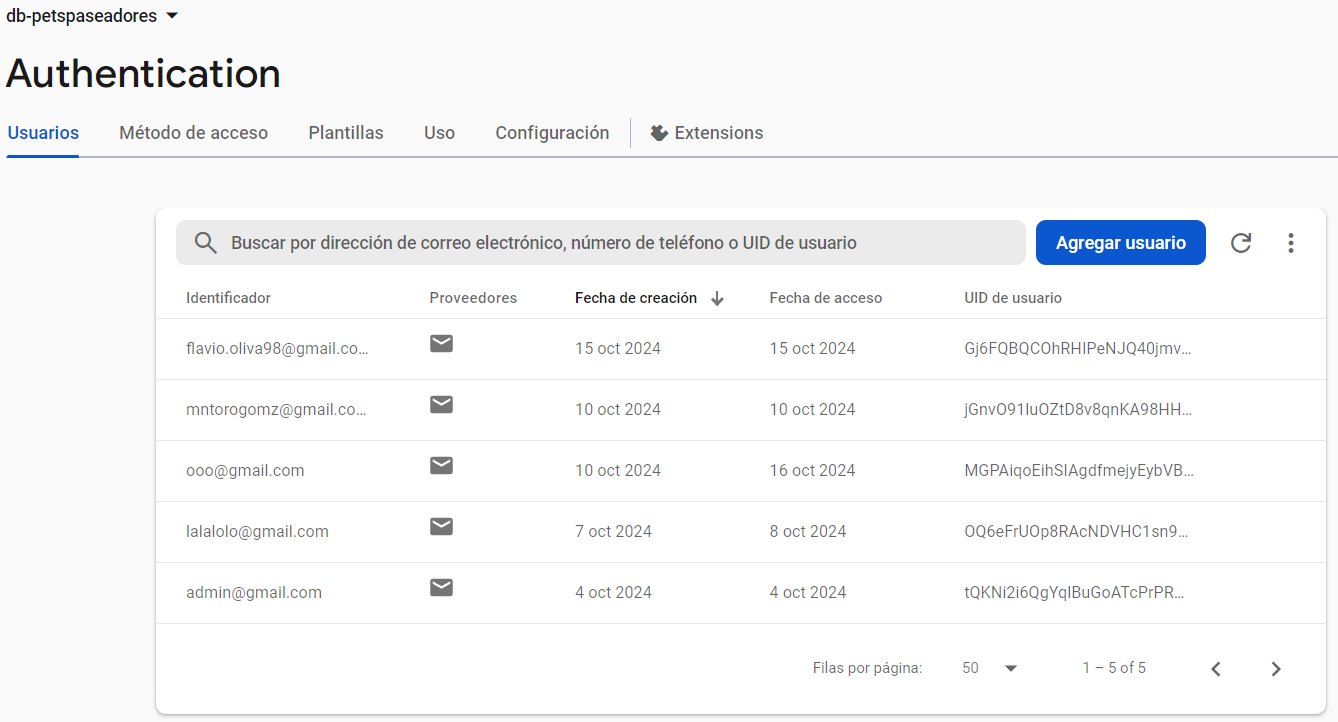 db-petspaseadores
Authentication
Usuarios Método de acceso Plantillas Uso Configuración Extensions
Buscar por dirección de correo electrónico, número de teléfono o UID de usuario Agregar usuario
Identificador Proveedores Fecha de creación Fecha de acceso UID de usuario
flavio.oliva98@gmail.co... 15 oct 2024 15 oct 2024 Gj6FQBQCOhRHIPeNJQ40jmv...
mntorogomz@gmail.co... 10 oct 2024 10 oct 2024 jGnvO91IuOZtD8v8qnKA98HH...
ooo@gmail.com 10 oct 2024 16 oct 2024 MGPAiqoEihSIAgdfmejyEybVB...
lalalolo@gmail.com 7 oct 2024 8 oct 2024 OQ6eFrUOp8RAcNDVHC1sn9...
admin@gmail.com 4 oct 2024 4 oct 2024 tQKNi2i6QgYqlBuGoATcPrPR...
Filas por página: 50 1 – 5 of 5